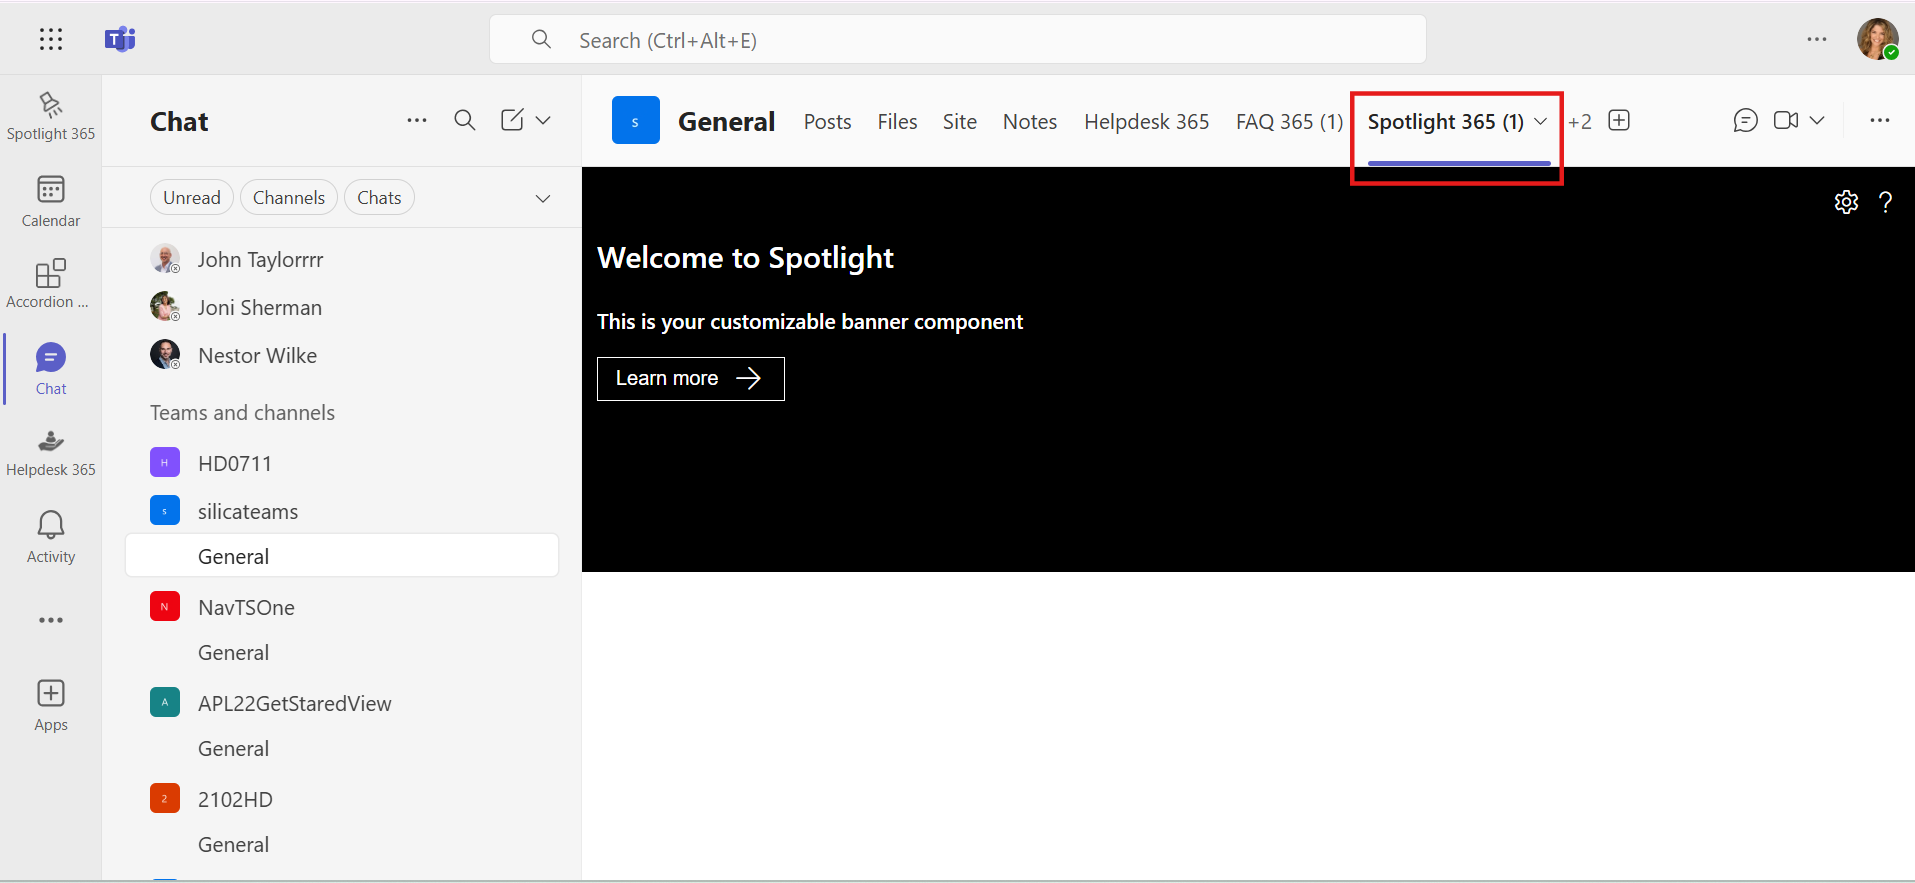 Search (Ctrl+Alt+E)
Spotlight 365
Calendar
Accordion ...
Chat
Helpdesk 365
Activity
Apps
Chat
Unread
Channels
Chats
John Taylorrrr
Joni Sherman
Nestor Wilke
Teams and channels
H HD0711
s silicateams
General
N NavTSOne
General
A APL22GetStaredView
General
2 2102HD
General
s General Posts Files Site Notes Helpdesk 365 FAQ 365 (1) Spotlight 365 (1) +2
?
Welcome to Spotlight
This is your customizable banner component
Learn more